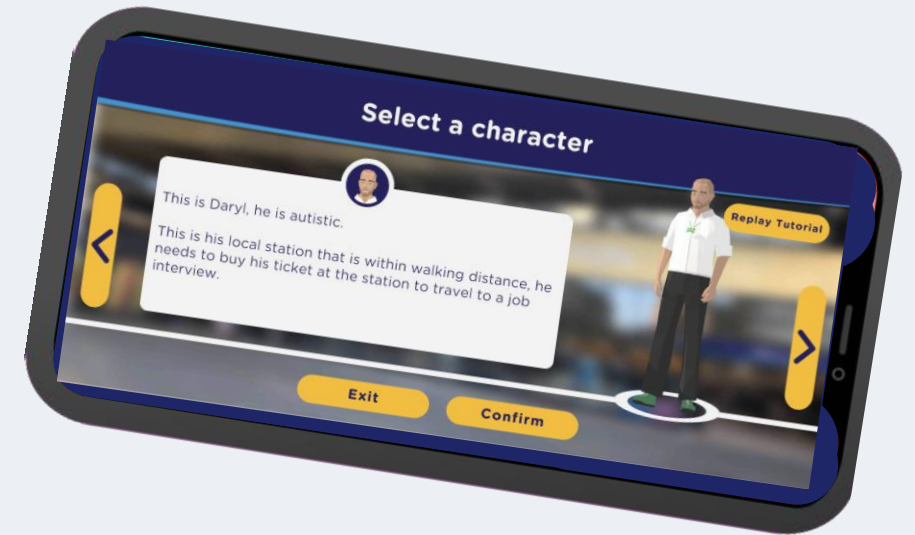 Select a character
Replay Tutorial
This is Daryl, he is autistic.
This is his local station that is within walking distance, he
needs to buy his ticket at the station to travel to a job
interview.
Exit
Confirm